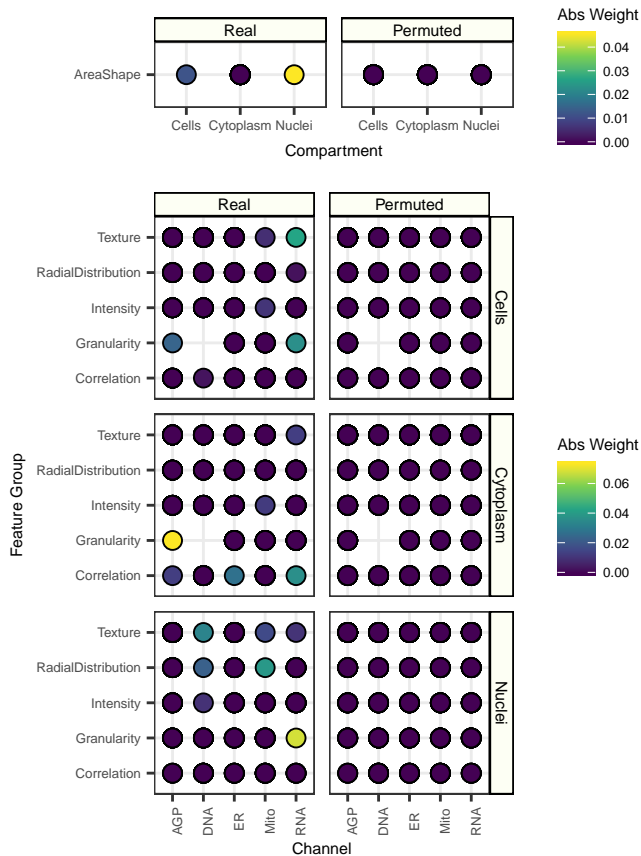 Real Permuted
AreaShape
Cells Cytoplasm Nuclei Cells Cytoplasm Nuclei
Compartment
Abs Weight
0.04
0.03
0.02
0.01
0.00
Real Permuted
Feature Group
Texture
RadialDistribution
Intensity
Granularity
Correlation
Cells
Texture
RadialDistribution
Intensity
Granularity
Correlation
Cytoplasm
Texture
RadialDistribution
Intensity
Granularity
Correlation
Nuclei
AGP DNA ER Mito RNA AGP DNA ER Mito RNA
Channel
Abs Weight
0.06
0.04
0.02
0.00